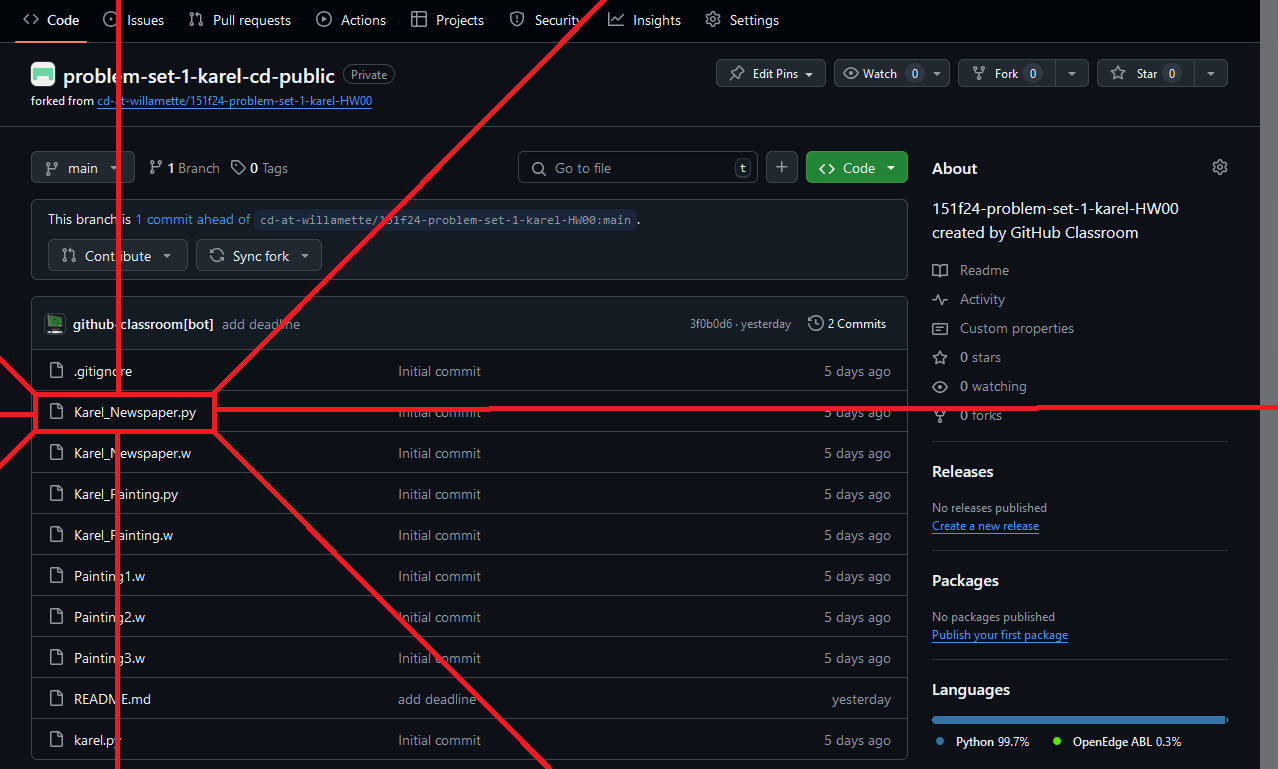 Code Issues Pull requests Actions Projects Security Insights Settings
problem-set-1-karel-cd-public Private
Edit Pins Watch 0 Fork 0 Star 0
forked from cd-at-willamette/151f24-problem-set-1-karel-HW00
main 1 Branch 0 Tags Go to file t + Code
This branch is 1 commit ahead of cd-at-willamette/151f24-problem-set-1-karel-HW00:main .
Contribute Sync fork
github-classroom[bot] add deadline 3f0b0d6 · yesterday 2 Commits
.gitignore Initial commit 5 days ago
Karel_Newspaper.py Initial commit 5 days ago
Karel_Newspaper.w Initial commit 5 days ago
Karel_Painting.py Initial commit 5 days ago
Karel_Painting.w Initial commit 5 days ago
Painting1.w Initial commit 5 days ago
Painting2.w Initial commit 5 days ago
Painting3.w Initial commit 5 days ago
README.md add deadline yesterday
karel.py Initial commit 5 days ago
About
151f24-problem-set-1-karel-HW00
created by GitHub Classroom
Readme
Activity
Custom properties
0 stars
0 watching
0 forks
Releases
No releases published
Create a new release
Packages
No packages published
Publish your first package
Languages
Python 99.7% OpenEdge ABL 0.3%